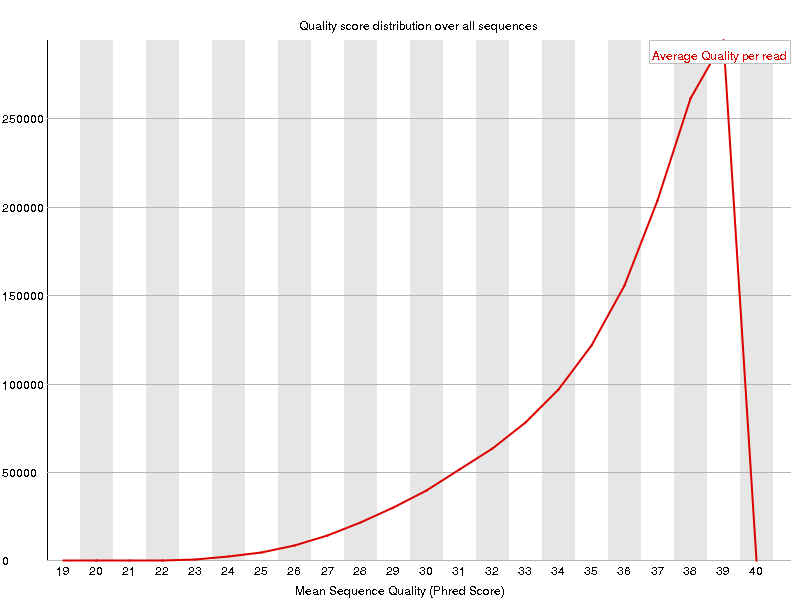 Quality score distribution over all sequences
Average Quality per read
250000
200000
150000
100000
50000
0
19 20 21 22 23 24 25 26 27 28 29 30 31 32 33 34 35 36 37 38 39 40
Mean Sequence Quality (Phred Score)